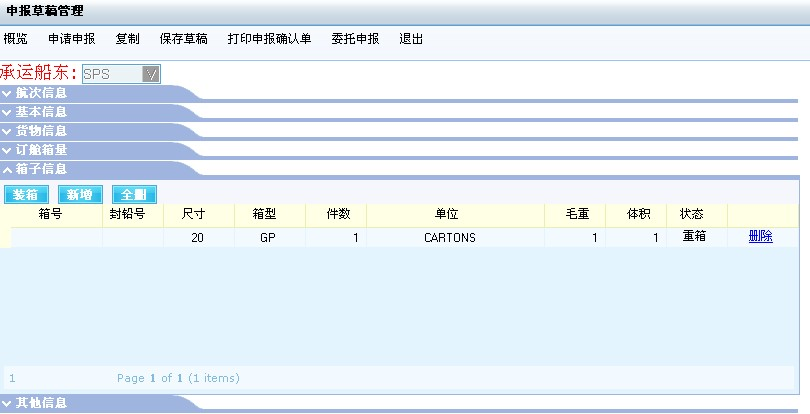 申报草稿管理
概览 申请申报 复制 保存草稿 打印申报确认单 委托申报 退出
承运船东: SPS
航次信息
基本信息
货物信息
订舱箱量
箱子信息
装箱 新增 全删
箱号 封铅号 尺寸 箱型 件数 单位 毛重 体积 状态
20 GP 1 CARTONS 1 1 重箱 删除
1 Page 1 of 1 (1 items)
其他信息